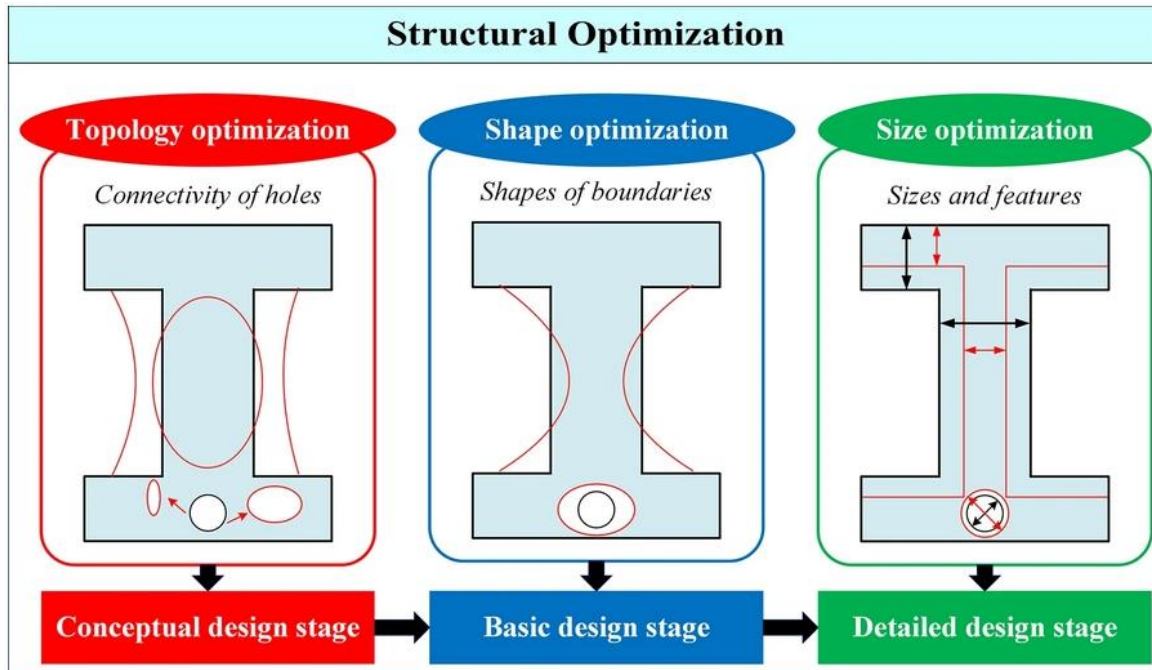 Structural Optimization
Topology optimization
Shape optimization
Size optimization
Connectivity of holes
Shapes of boundaries
Sizes and features
Conceptual design stage
Basic design stage
Detailed design stage